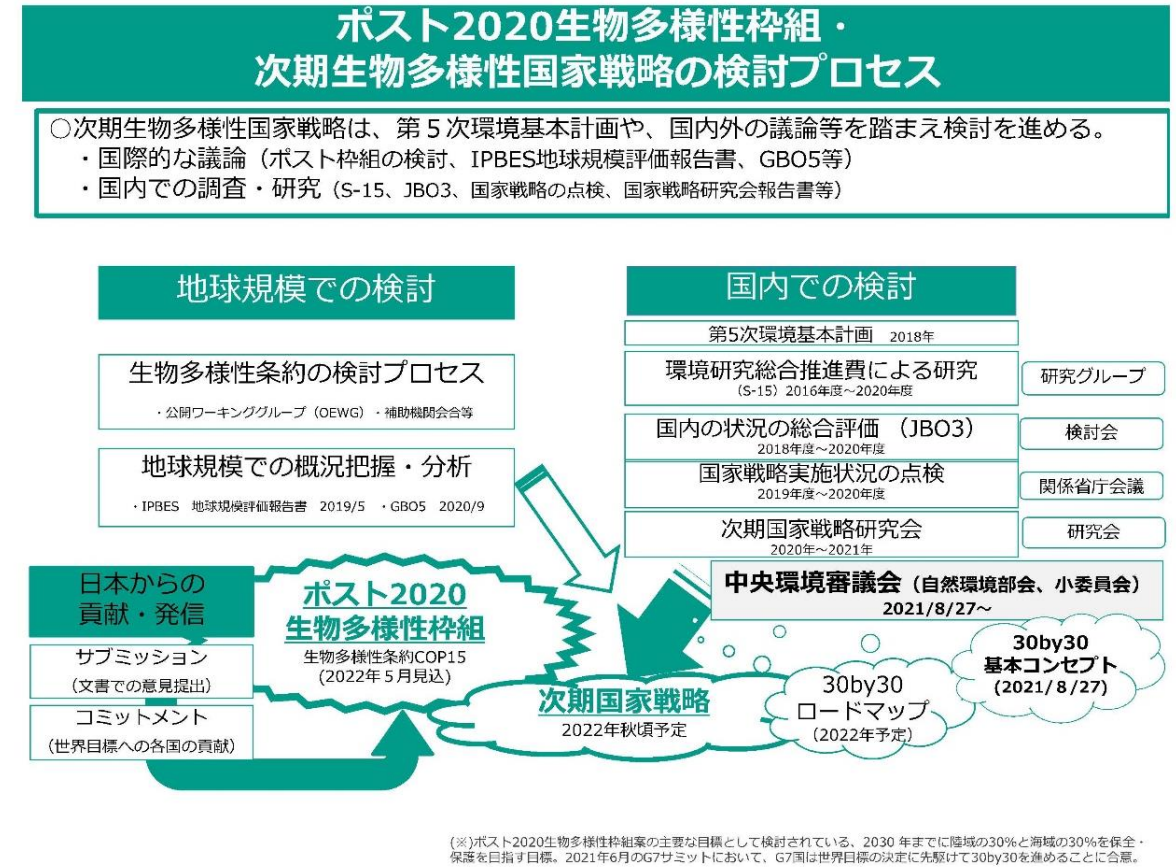 ポスト2020生物多様性枠組・
次期生物多様性国家戦略の検討プロセス
○次期生物多様性国家戦略は、第５次環境基本計画や、国内外の議論等を踏まえ検討を進める。
・国際的な議論（ポスト枠組の検討、IPBES地球規模評価報告書、GBO5等）
・国内での調査・研究（S-15、JBO3、国家戦略の点検、国家戦略研究会報告書等）
地球規模での検討
生物多様性条約の検討プロセス
・公開ワーキンググループ（OEWG）・補助機関会合等
地球規模での概況把握・分析
・IPBES 地球規模評価報告書 2019/5 ・GBO5 2020/9
国内での検討
第5次環境基本計画 2018年
環境研究総合推進費による研究
（S-15）2016年度～2020年度
研究グループ
国内の状況の総合評価（JBO3）
2018年度～2020年度
検討会
国家戦略実施状況の点検
2019年度～2020年度
関係省庁会議
次期国家戦略研究会
2020年～2021年
研究会
中央環境審議会（自然環境部会、小委員会）
2021/8/27～
日本からの
貢献・発信
サブミッション
（文書での意見提出）
コミットメント
（世界目標への各国の貢献）
ポスト2020
生物多様性枠組
生物多様性条約COP15
（2022年５月見込）
次期国家戦略
2022年秋頃予定
30by30
ロードマップ
（2022年予定）
30by30
基本コンセプト
(2021/８/27)
(※)ポスト2020生物多様性枠組案の主要な目標として検討されている、2030 年までに陸域の30%と海域の30%を保全・
保護を目指す目標。2021年6月のG7サミットにおいて、G7国は世界目標の決定に先駆けて30by30を進めることに合意。